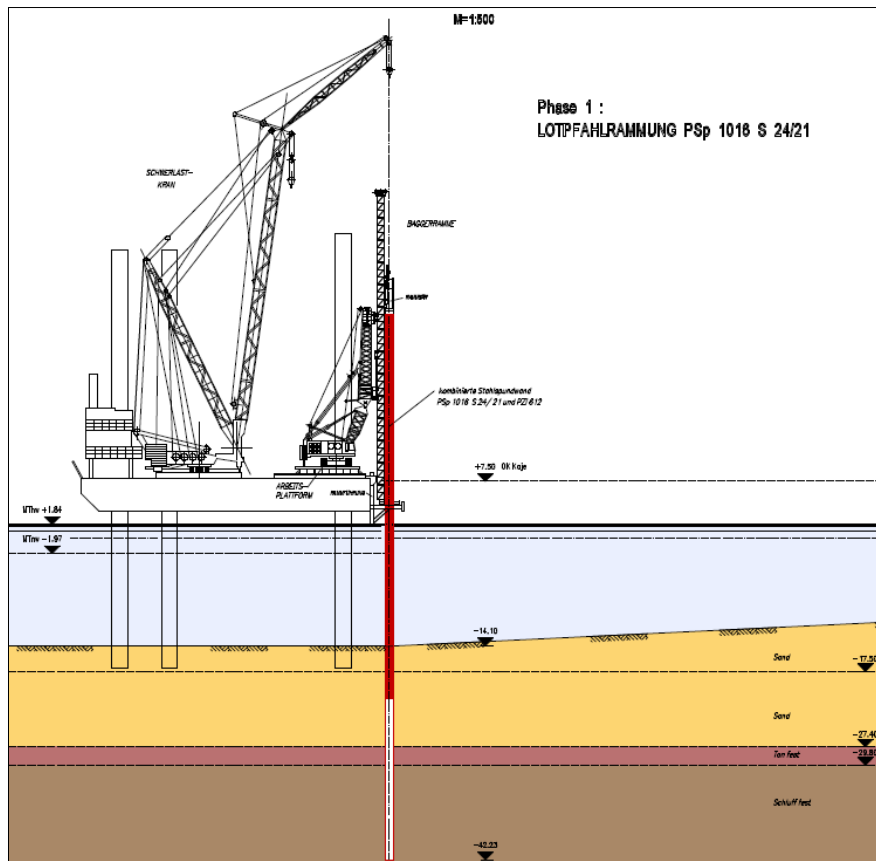 M=1:500
Phase 1 :
LOTPFAHLRAMMUNG PSp 1016 S 24/21
SCHWERLAST-
KRAN
BAGGERRAMME
kombinierte Stahlspundwand
PSp 1016 S 24/21 und PZI 612
+7.50 OK Kaje
ARBEITS-
PLATTFORM
MThw +1.84
MTnw -1.97
-14.10
Sand
-17.50
Sand
-27.40
Ton fest
-29.80
Schluff fest
-42.23